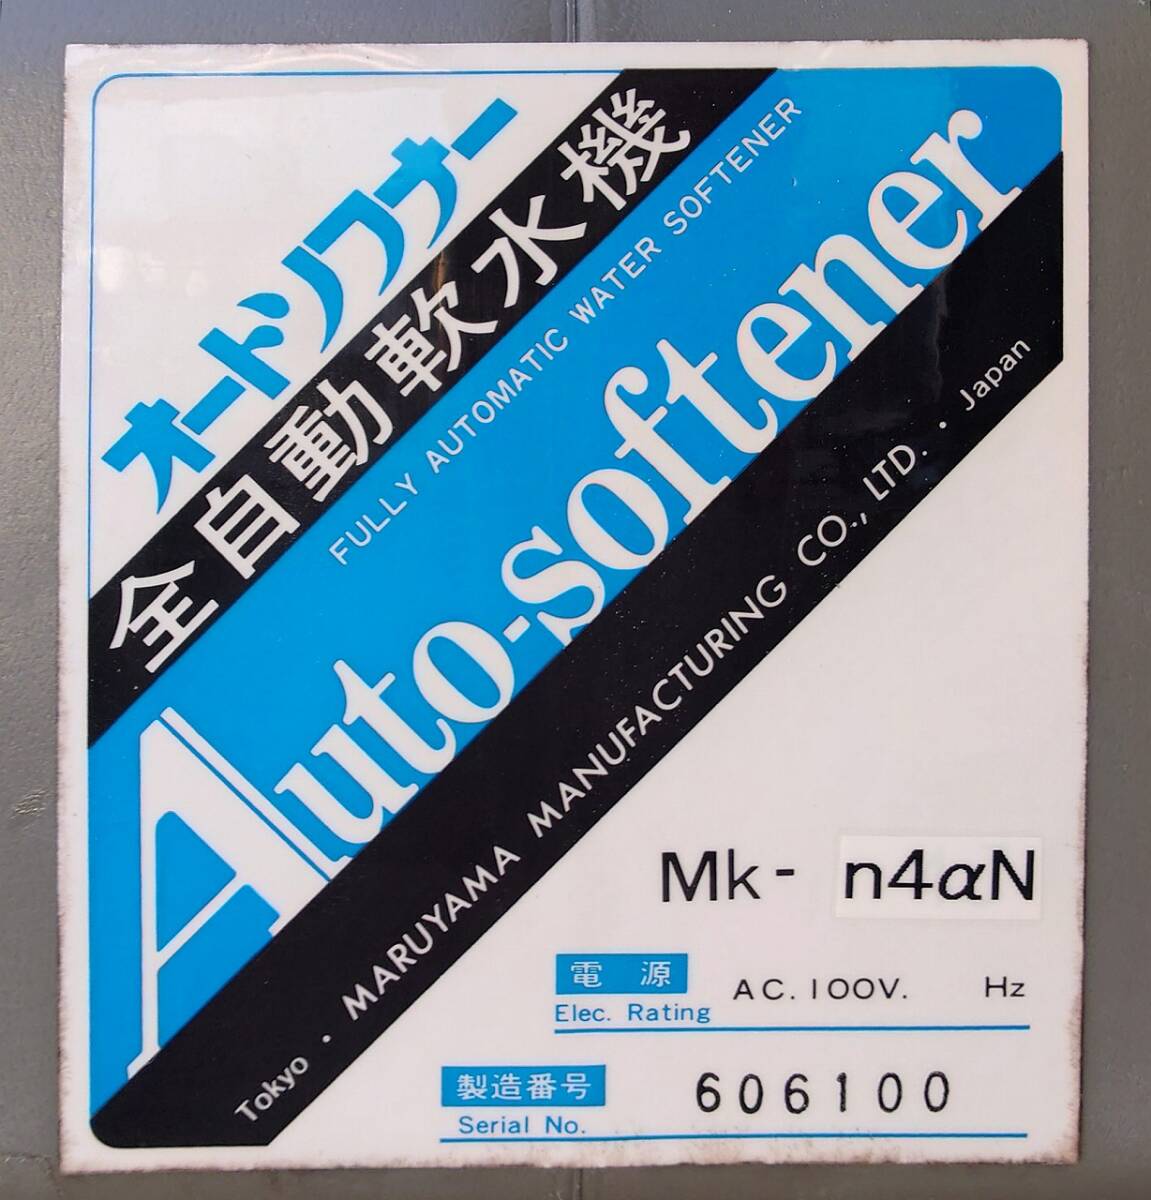 オートソフナー
全自動軟水機
FULLY AUTOMATIC WATER SOFTENER
Auto-softener
Tokyo・MARUYAMA MANUFACTURING CO., LTD.・Japan
Mk- n4αN
電源 AC. 100V. Hz
Elec. Rating
製造番号 606100
Serial No.